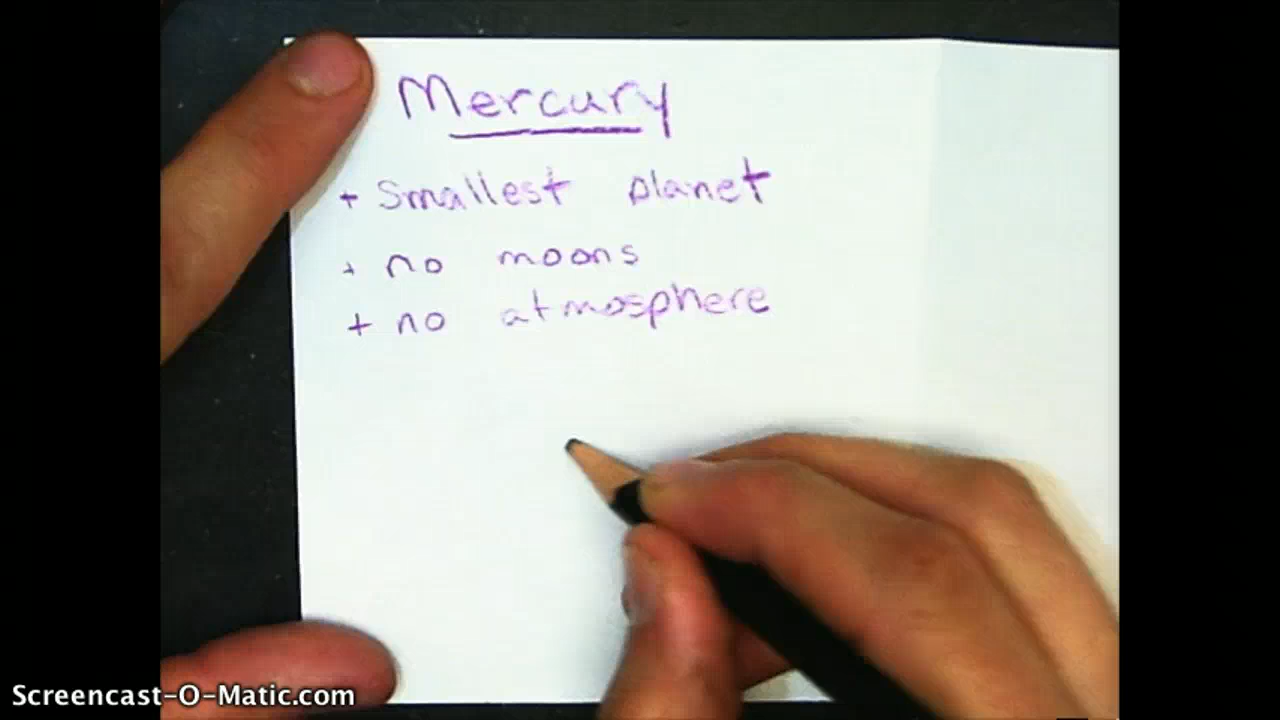 Mercury
+ Smallest planet
+ no moons
+ no atmosphere
Screencast-O-Matic.com